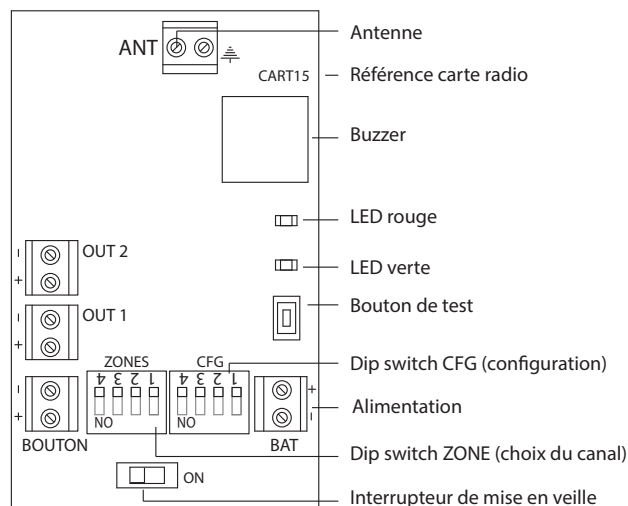 ANT
Antenne
CART15
Référence carte radio
Buzzer
LED rouge
LED verte
Bouton de test
- OUT 2
+
- OUT 1
+
ZONES
4 3 2 1
NO
CFG
4 3 2 1
NO
Dip switch CFG (configuration)
-
+
BOUTON
+
-
BAT
Alimentation
Dip switch ZONE (choix du canal)
ON
Interrupteur de mise en veille